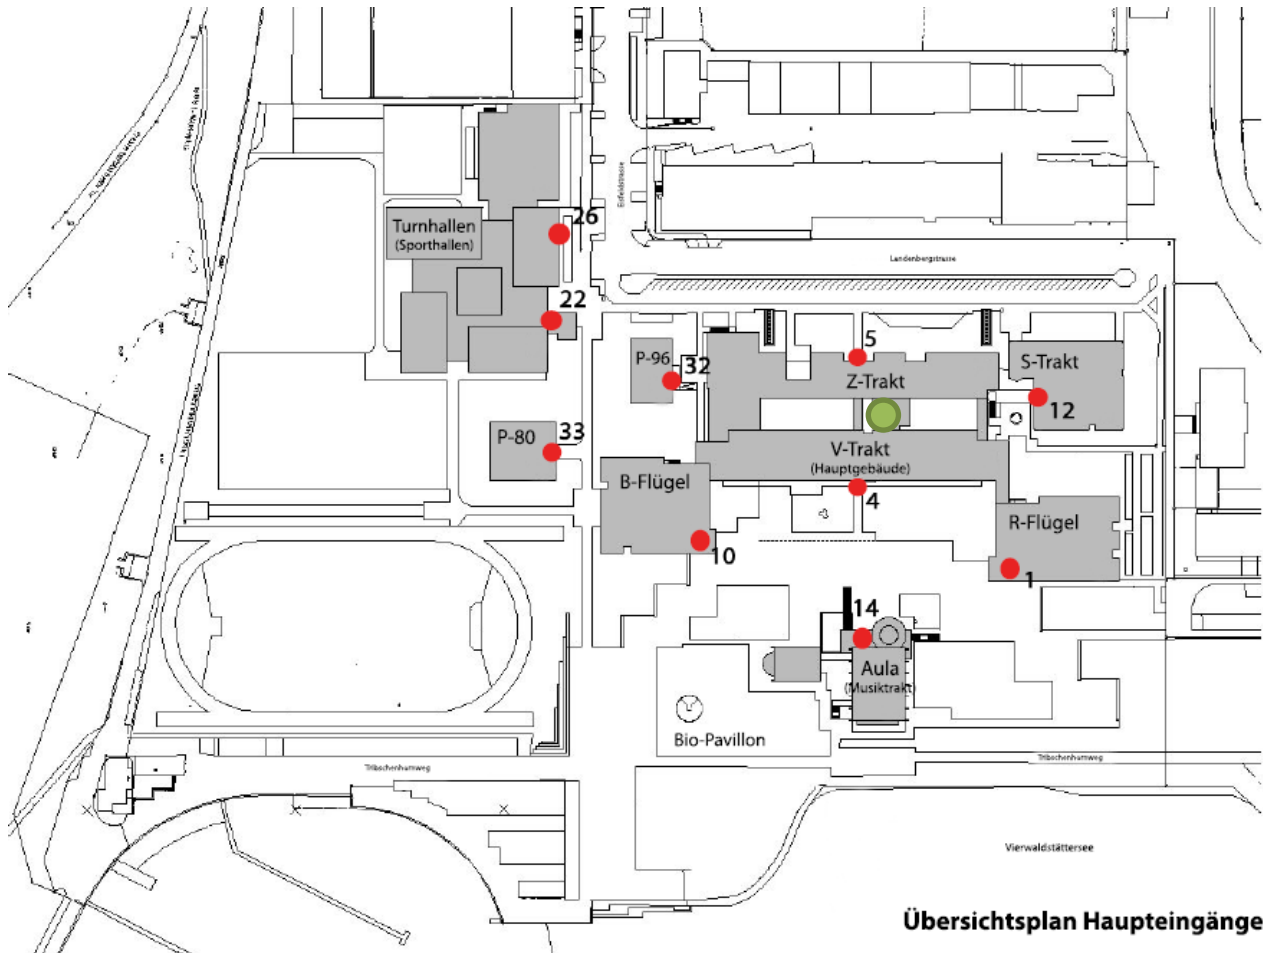 Eisfeldstrasse
Landenbergstrasse
Turnhallen
(Sporthallen)
26
22
P-96
32
5
Z-Trakt
S-Trakt
12
P-80
33
V-Trakt
(Hauptgebäude)
B-Flügel
4
10
R-Flügel
1
14
Aula
(Musiktrakt)
Bio-Pavillon
Tribschenhornweg
Tribschenhornweg
Vierwaldstättersee
Übersichtsplan Haupteingänge